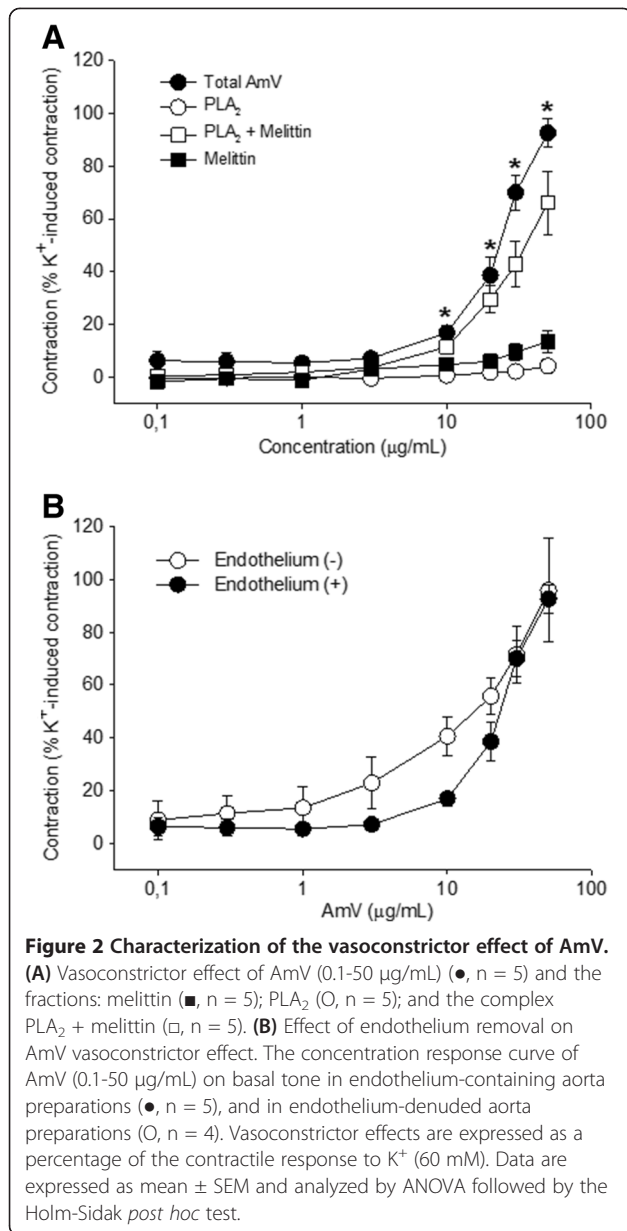 A
Total AmV
PLA₂
PLA₂ + Melittin
Melittin
Contraction (% K⁺-induced contraction)
120
100
80
60
40
20
0
*
*
*
*
0,1
1
10
100
Concentration (µg/mL)
B
Endothelium (-)
Endothelium (+)
Contraction (% K⁺-induced contraction)
120
100
80
60
40
20
0
0,1
1
10
100
AmV (µg/mL)
Figure 2 Characterization of the vasoconstrictor effect of AmV.
(A) Vasoconstrictor effect of AmV (0.1-50 µg/mL) (●, n = 5) and the
fractions: melittin (■, n = 5); PLA₂ (O, n = 5); and the complex
PLA₂ + melittin (□, n = 5). (B) Effect of endothelium removal on
AmV vasoconstrictor effect. The concentration response curve of
AmV (0.1-50 µg/mL) on basal tone in endothelium-containing aorta
preparations (●, n = 5), and in endothelium-denuded aorta
preparations (O, n = 4). Vasoconstrictor effects are expressed as a
percentage of the contractile response to K⁺ (60 mM). Data are
expressed as mean ± SEM and analyzed by ANOVA followed by the
Holm-Sidak post hoc test.